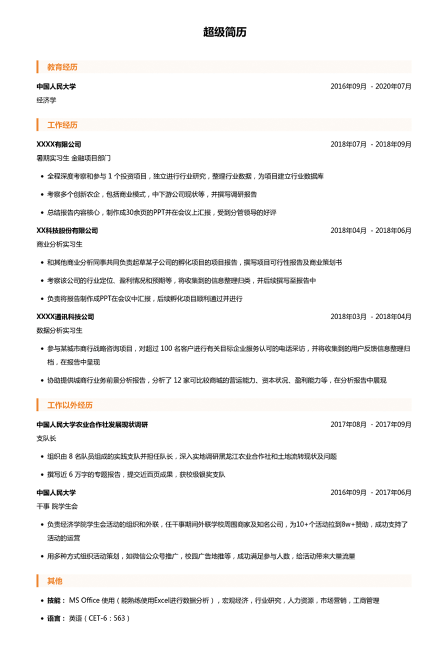 超级简历
教育经历
中国人民大学 2016年09月 - 2020年07月
经济学
工作经历
XXXX有限公司 2018年07月 - 2018年09月
暑期实习生 金融项目部门
• 全程深度考察和参与 1 个投资项目，独立进行行业研究，整理行业数据，为项目建立行业数据库
• 考察多个创新农企，包括商业模式，中下游公司现状等，并撰写调研报告
• 总结报告内容核心，制作成30余页的PPT并在会议上汇报，受到分管领导的好评
XX科技股份有限公司 2018年04月 - 2018年06月
商业分析实习生
• 和其他商业分析同事共同负责起草某子公司的孵化项目的项目报告，撰写项目可行性报告及商业策划书
• 考察该公司的行业定位、盈利情况和预期等，将收集到的信息整理归类，并后续撰写至报告中
• 负责将报告制作成PPT在会议中汇报，后续孵化项目顺利通过并进行
XXXX通讯科技公司 2018年03月 - 2018年04月
数据分析实习生
• 参与某城市商行战略咨询项目，对超过 100 名客户进行有关目标企业服务认可的电话采访，并将收集到的用户反馈信息整理归
档，在报告中呈现
• 协助提供城商行业务前景分析报告，分析了 12 家可比较商城的营运能力、资本状况、盈利能力等，在分析报告中展现
工作以外经历
中国人民大学农业合作社发展现状调研 2017年08月 - 2017年09月
支队长
• 组织由 8 名队员组成的实践支队并担任队长，深入实地调研黑龙江农业合作社和土地流转现状及问题
• 撰写近 6 万字的专题报告，提交近百页成果，获校级银奖支队
中国人民大学 2016年09月 - 2017年06月
干事 院学生会
• 负责经济学院学生会活动的组织和外联，任干事期间外联学校周围商家及知名公司，为10+个活动拉到8w+赞助，成功支持了
活动的运营
• 用多种方式组织活动策划，如微信公众号推广，校园广告地推等，成功满足参与人数，给活动带来大量流量
其他
• 技能： MS Office 使用（能熟练使用Excel进行数据分析），宏观经济，行业研究，人力资源，市场营销，工商管理
• 语言： 英语（CET-6：563）